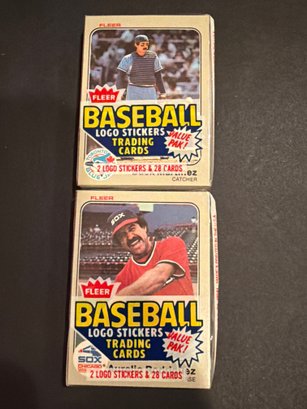 FLEER
BASEBALL
LOGO STICKERS
TRADING
CARDS
VALUE
PAK!
2 LOGO STICKERS & 28 CARDS
CATCHER
FLEER
SOX
FLEER
BASEBALL
LOGO STICKERS
TRADING
CARDS
VALUE
PAK!
SOX
CHICAGO
2 LOGO STICKERS & 28 CARDS